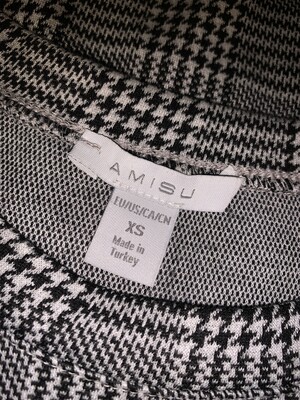 AMISU
EU/US/CA/CN
XS
Made in
Turkey